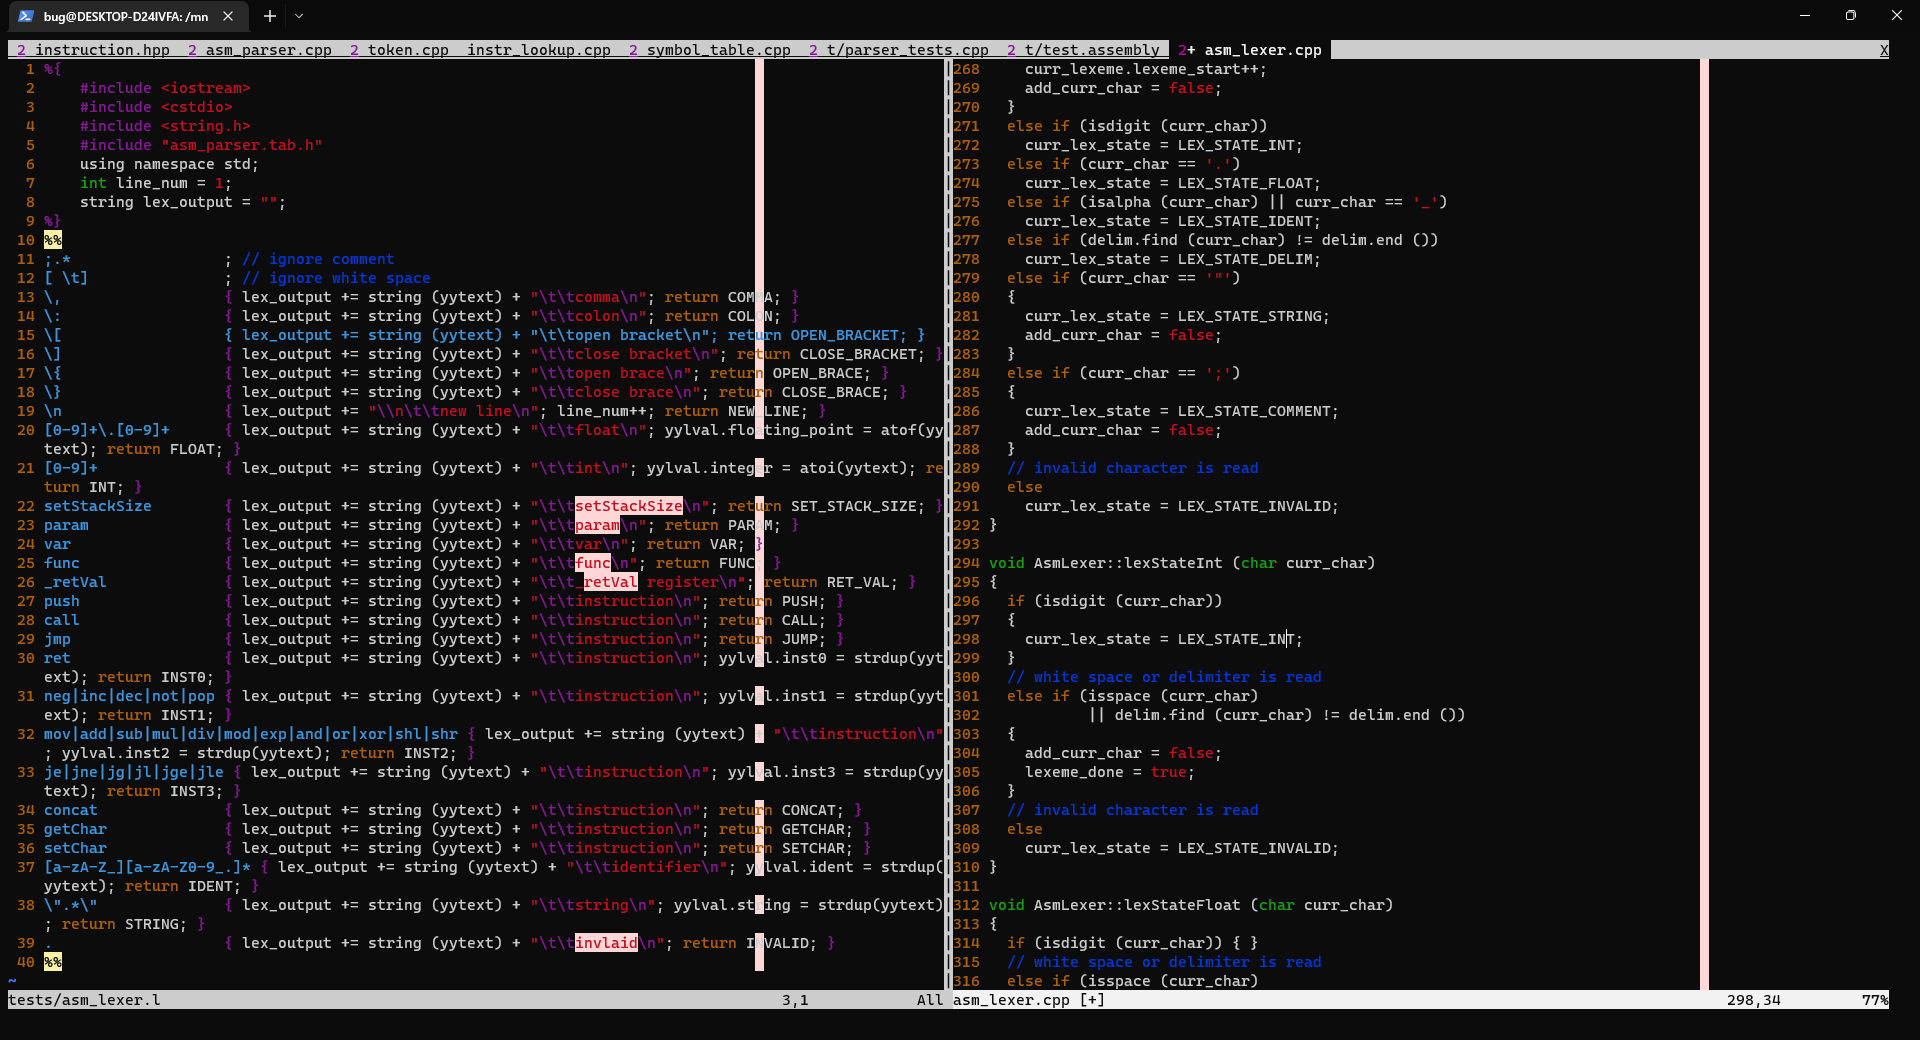 bug@DESKTOP-D24IVFA: /mn
2 instruction.hpp  2 asm_parser.cpp  2 token.cpp  instr_lookup.cpp  2 symbol_table.cpp  2 t/parser_tests.cpp  2 t/test.assembly  2+ asm_lexer.cpp  X
1 %{
2     #include <iostream>
3     #include <cstdio>
4     #include <string.h>
5     #include "asm_parser.tab.h"
6     using namespace std;
7     int line_num = 1;
8     string lex_output = "";
9 %}
10 %%
11 ;.*                 ; // ignore comment
12 [ \t]               ; // ignore white space
13 \,                  { lex_output += string (yytext) + "\t\tcomma\n"; return COMMA; }
14 \:                  { lex_output += string (yytext) + "\t\tcolon\n"; return COLON; }
15 \[                  { lex_output += string (yytext) + "\t\topen bracket\n"; return OPEN_BRACKET; }
16 \]                  { lex_output += string (yytext) + "\t\tclose bracket\n"; return CLOSE_BRACKET; }
17 \{                  { lex_output += string (yytext) + "\t\topen brace\n"; return OPEN_BRACE; }
18 \}                  { lex_output += string (yytext) + "\t\tclose brace\n"; return CLOSE_BRACE; }
19 \n                  { lex_output += "\\n\t\tnew line\n"; line_num++; return NEW_LINE; }
20 [0-9]+\.[0-9]+      { lex_output += string (yytext) + "\t\tfloat\n"; yylval.floating_point = atof(yy
text); return FLOAT; }
21 [0-9]+              { lex_output += string (yytext) + "\t\tint\n"; yylval.integer = atoi(yytext); re
turn INT; }
22 setStackSize        { lex_output += string (yytext) + "\t\tsetStackSize\n"; return SET_STACK_SIZE; }
23 param               { lex_output += string (yytext) + "\t\tparam\n"; return PARAM; }
24 var                 { lex_output += string (yytext) + "\t\tvar\n"; return VAR; }
25 func                { lex_output += string (yytext) + "\t\tfunc\n"; return FUNC; }
26 _retVal             { lex_output += string (yytext) + "\t\t_retVal register\n"; return RET_VAL; }
27 push                { lex_output += string (yytext) + "\t\tinstruction\n"; return PUSH; }
28 call                { lex_output += string (yytext) + "\t\tinstruction\n"; return CALL; }
29 jmp                 { lex_output += string (yytext) + "\t\tinstruction\n"; return JUMP; }
30 ret                 { lex_output += string (yytext) + "\t\tinstruction\n"; yylval.inst0 = strdup(yyt
ext); return INST0; }
31 neg|inc|dec|not|pop { lex_output += string (yytext) + "\t\tinstruction\n"; yylval.inst1 = strdup(yyt
ext); return INST1; }
32 mov|add|sub|mul|div|mod|exp|and|or|xor|shl|shr { lex_output += string (yytext) + "\t\tinstruction\n"
; yylval.inst2 = strdup(yytext); return INST2; }
33 je|jne|jg|jl|jge|jle { lex_output += string (yytext) + "\t\tinstruction\n"; yylval.inst3 = strdup(yy
text); return INST3; }
34 concat              { lex_output += string (yytext) + "\t\tinstruction\n"; return CONCAT; }
35 getChar             { lex_output += string (yytext) + "\t\tinstruction\n"; return GETCHAR; }
36 setChar             { lex_output += string (yytext) + "\t\tinstruction\n"; return SETCHAR; }
37 [a-zA-Z_][a-zA-Z0-9_.]* { lex_output += string (yytext) + "\t\tidentifier\n"; yylval.ident = strdup(
yytext); return IDENT; }
38 \".*\"              { lex_output += string (yytext) + "\t\tstring\n"; yylval.string = strdup(yytext)
; return STRING; }
39 .                   { lex_output += string (yytext) + "\t\tinvlaid\n"; return INVALID; }
40 %%
~
tests/asm_lexer.l  3,1  All
268     curr_lexeme.lexeme_start++;
269     add_curr_char = false;
270   }
271   else if (isdigit (curr_char))
272     curr_lex_state = LEX_STATE_INT;
273   else if (curr_char == '.')
274     curr_lex_state = LEX_STATE_FLOAT;
275   else if (isalpha (curr_char) || curr_char == '_')
276     curr_lex_state = LEX_STATE_IDENT;
277   else if (delim.find (curr_char) != delim.end ())
278     curr_lex_state = LEX_STATE_DELIM;
279   else if (curr_char == '"')
280   {
281     curr_lex_state = LEX_STATE_STRING;
282     add_curr_char = false;
283   }
284   else if (curr_char == ';')
285   {
286     curr_lex_state = LEX_STATE_COMMENT;
287     add_curr_char = false;
288   }
289   // invalid character is read
290   else
291     curr_lex_state = LEX_STATE_INVALID;
292 }
293
294 void AsmLexer::lexStateInt (char curr_char)
295 {
296   if (isdigit (curr_char))
297   {
298     curr_lex_state = LEX_STATE_INT;
299   }
300   // white space or delimiter is read
301   else if (isspace (curr_char)
302            || delim.find (curr_char) != delim.end ())
303   {
304     add_curr_char = false;
305     lexeme_done = true;
306   }
307   // invalid character is read
308   else
309     curr_lex_state = LEX_STATE_INVALID;
310 }
311
312 void AsmLexer::lexStateFloat (char curr_char)
313 {
314   if (isdigit (curr_char)) { }
315   // white space or delimiter is read
316   else if (isspace (curr_char)
asm_lexer.cpp [+]  298,34  77%